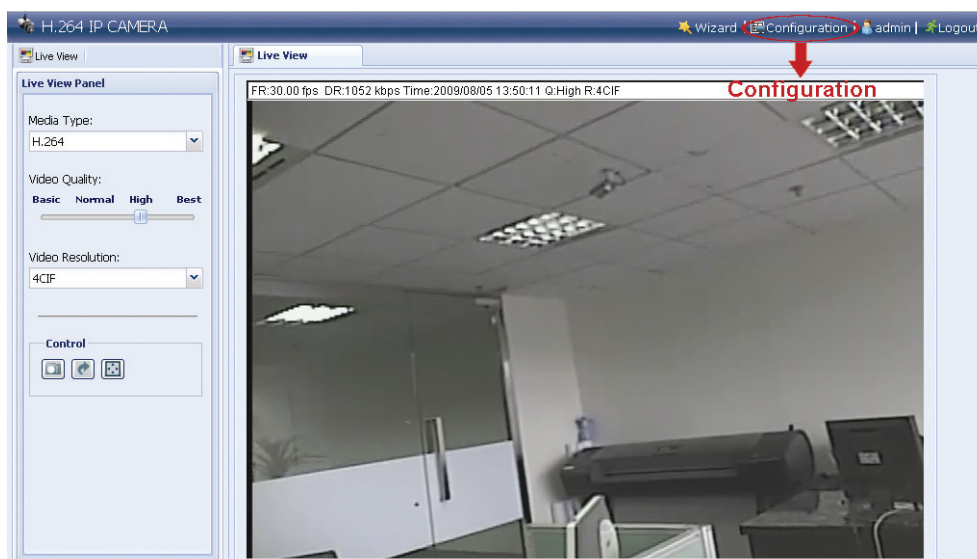 H.264 IP CAMERA
Wizard | Configuration | admin | Logout
Live View
Live View
Configuration
Live View Panel
FR:30.00 fps DR:1052 kbps Time:2009/08/05 13:50:11 Q:High R:4CIF
Media Type:
H.264
Video Quality:
Basic Normal High Best
Video Resolution:
4CIF
Control